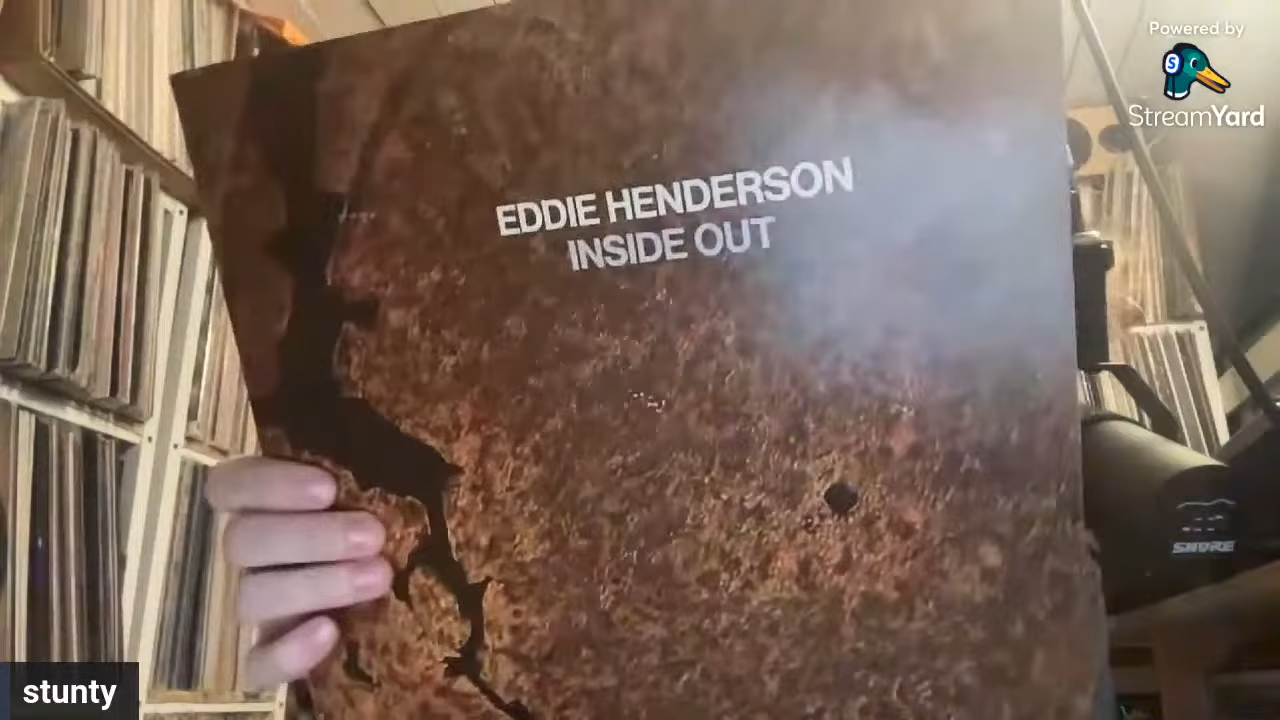 Powered by
S
StreamYard
EDDIE HENDERSON
INSIDE OUT
SHURE
stunty